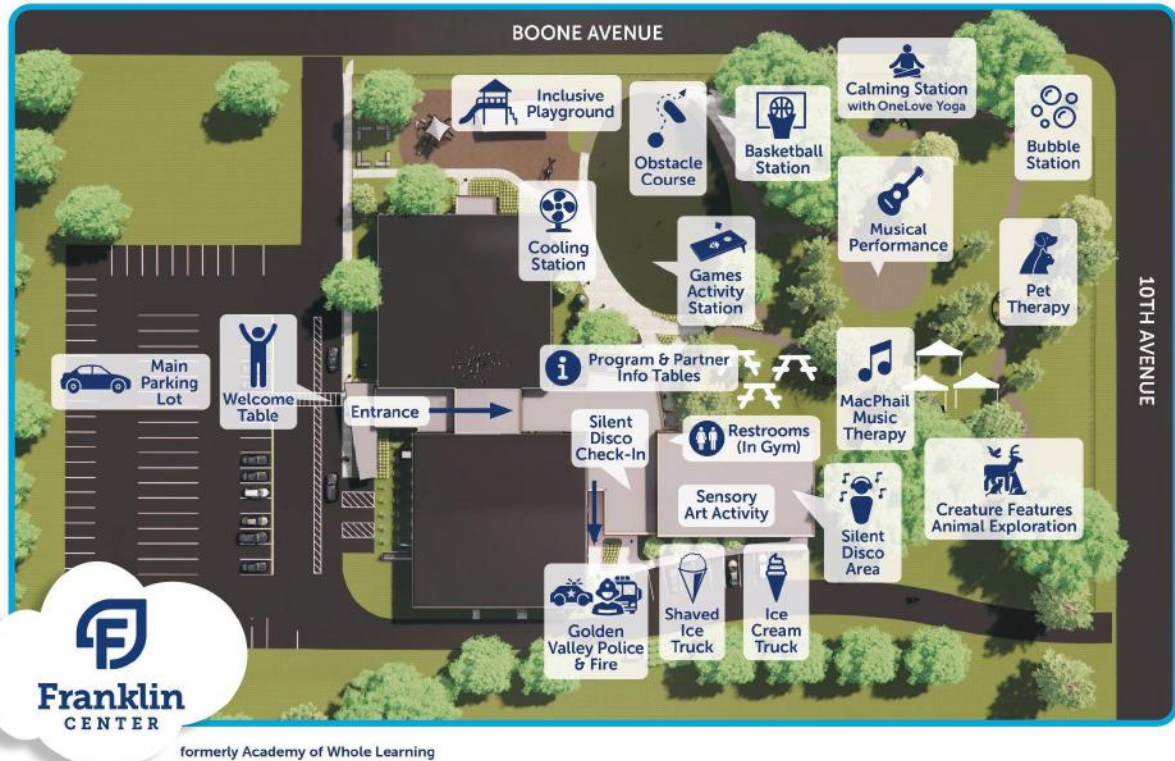 BOONE AVENUE
Inclusive
Playground
Obstacle
Course
Basketball
Station
Calming Station
with OneLove Yoga
Bubble
Station
Cooling
Station
Games
Activity
Station
Musical
Performance
Pet
Therapy
10TH AVENUE
Main
Parking
Lot
Welcome
Table
Entrance
i
Program & Partner
Info Tables
MacPhail
Music
Therapy
Silent
Disco
Check-In
Restrooms
(In Gym)
Sensory
Art Activity
Silent
Disco
Area
Creature Features
Animal Exploration
Golden
Valley Police
& Fire
Shaved
Ice
Truck
Ice
Cream
Truck
F
Franklin
CENTER
formerly Academy of Whole Learning